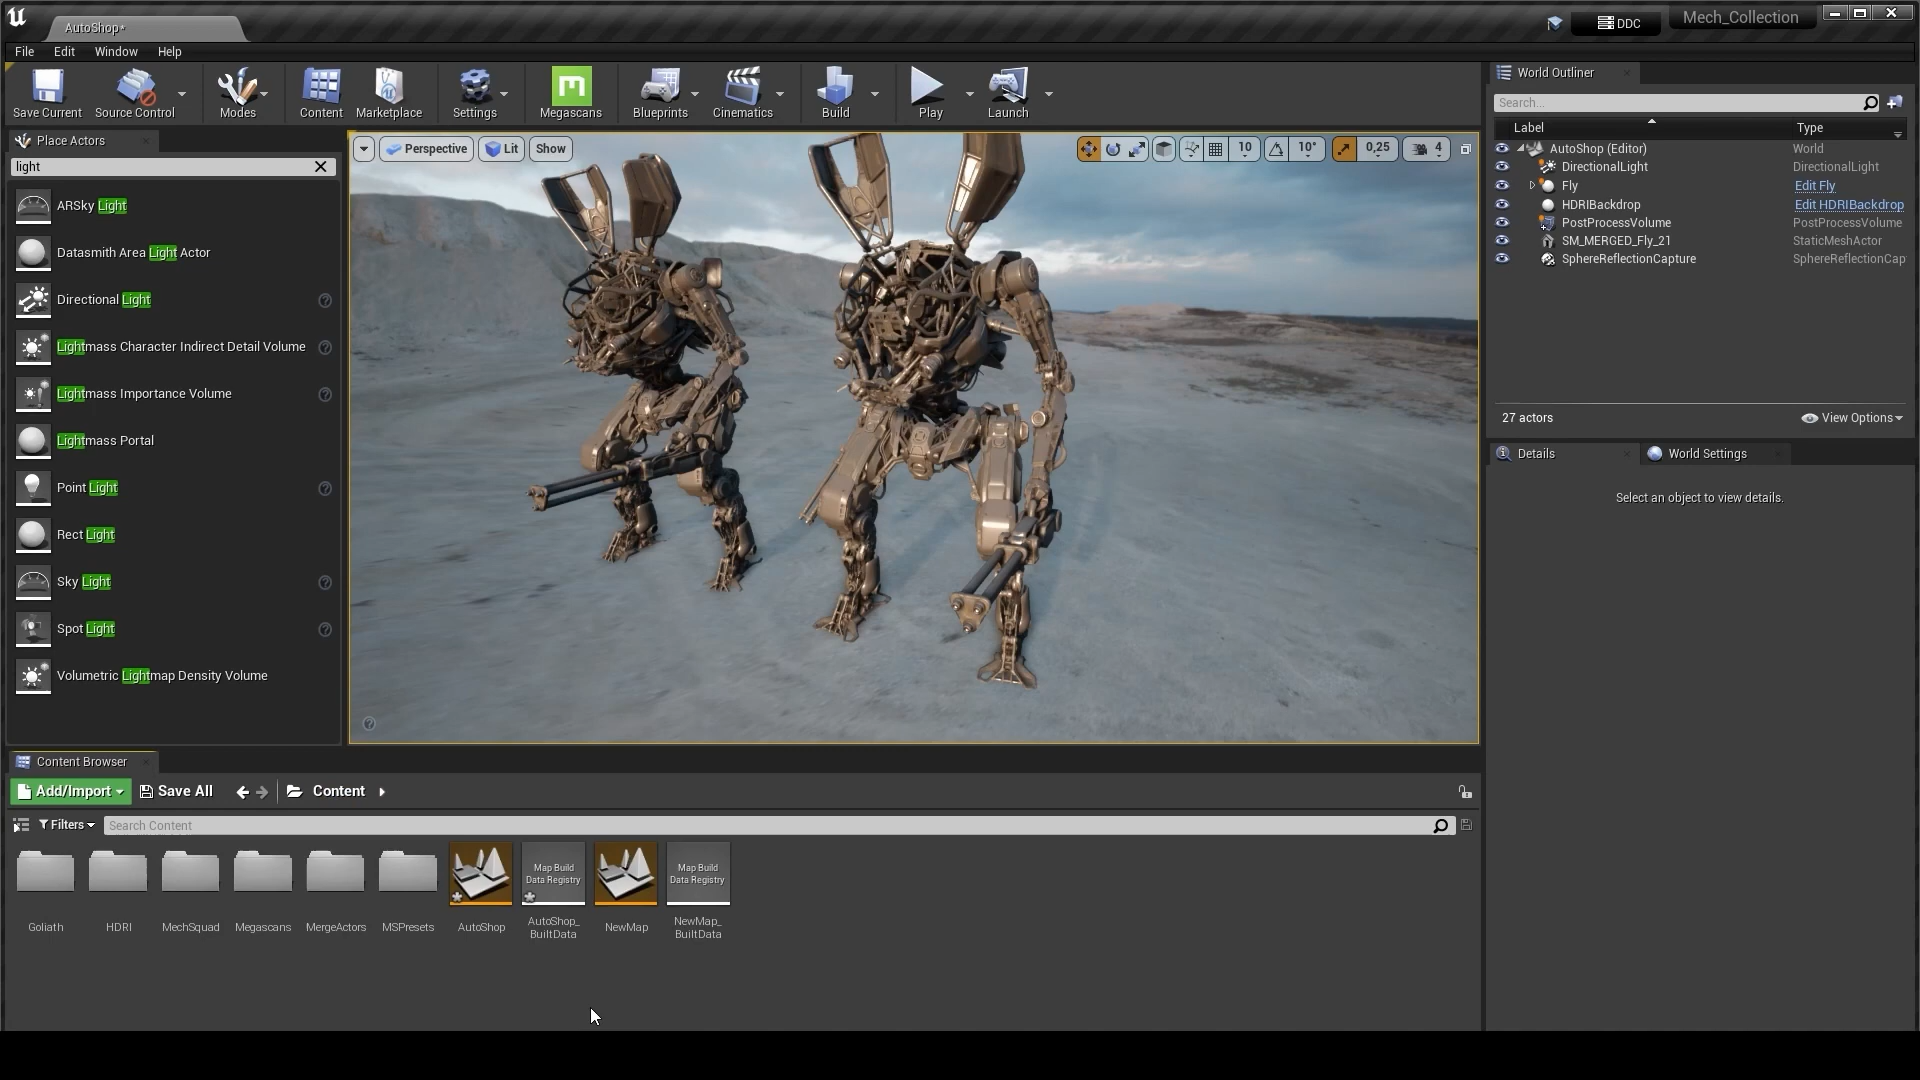 AutoShop*
DDC
Mech_Collection
File Edit Window Help
Save Current
Source Control
Modes
Content
Marketplace
Settings
Megascans
Blueprints
Cinematics
Build
Play
Launch
Place Actors
light
ARSky Light
Datasmith Area Light Actor
Directional Light
Lightmass Character Indirect Detail Volume
Lightmass Importance Volume
Lightmass Portal
Point Light
Rect Light
Sky Light
Spot Light
Volumetric Lightmap Density Volume
Perspective Lit Show
10 10° 0,25 4
World Outliner
Search...
Label Type
AutoShop (Editor) World
DirectionalLight DirectionalLight
Fly Edit Fly
HDRIBackdrop Edit HDRIBackdrop
PostProcessVolume PostProcessVolume
SM_MERGED_Fly_21 StaticMeshActor
SphereReflectionCapture SphereReflectionCap
27 actors View Options
Details World Settings
Select an object to view details.
Content Browser
Add/Import Save All Content
Filters Search Content
Goliath
HDRI
MechSquad
Megascans
MergeActors
MSPresets
AutoShop
Map Build
Data Registry
AutoShop_
BuiltData
NewMap
Map Build
Data Registry
NewMap_
BuiltData